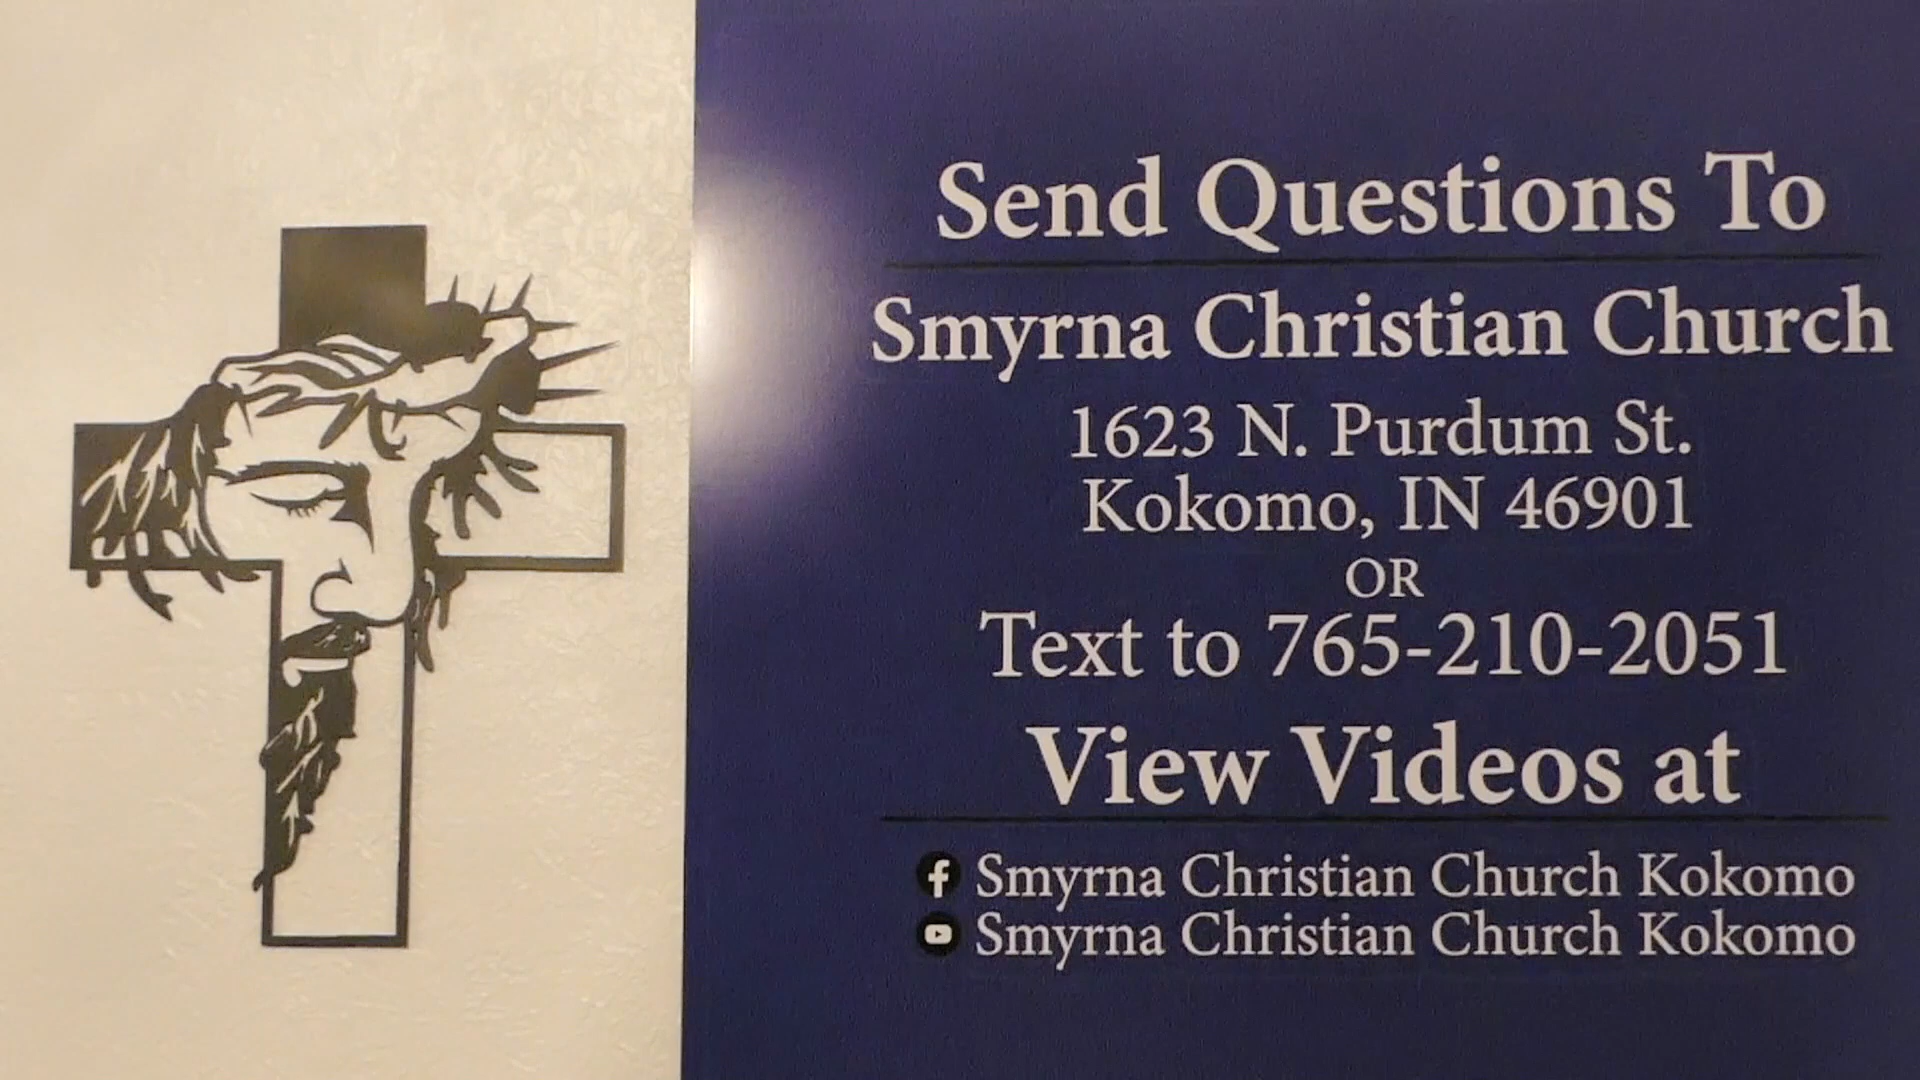 Send Questions To
Smyrna Christian Church
1623 N. Purdum St.
Kokomo, IN 46901
OR
Text to 765-210-2051
View Videos at
Smyrna Christian Church Kokomo
Smyrna Christian Church Kokomo